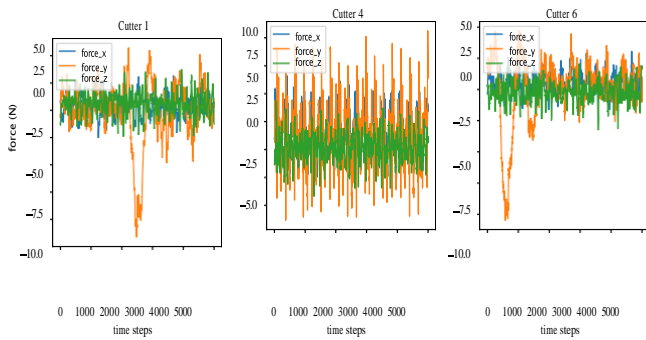 Cutter 1
Cutter 4
Cutter 6
force (N)
5.0
2.5
0.0
−2.5
−5.0
−7.5
−10.0
force_x
force_y
force_z
0 1000 2000 3000 4000 5000
time steps
10.0
7.5
5.0
2.5
0.0
−2.5
−5.0
force_x
force_y
force_z
0 1000 2000 3000 4000 5000
time steps
5.0
2.5
0.0
−2.5
−5.0
−7.5
−10.0
force_x
force_y
force_z
0 1000 2000 3000 4000 5000
time steps